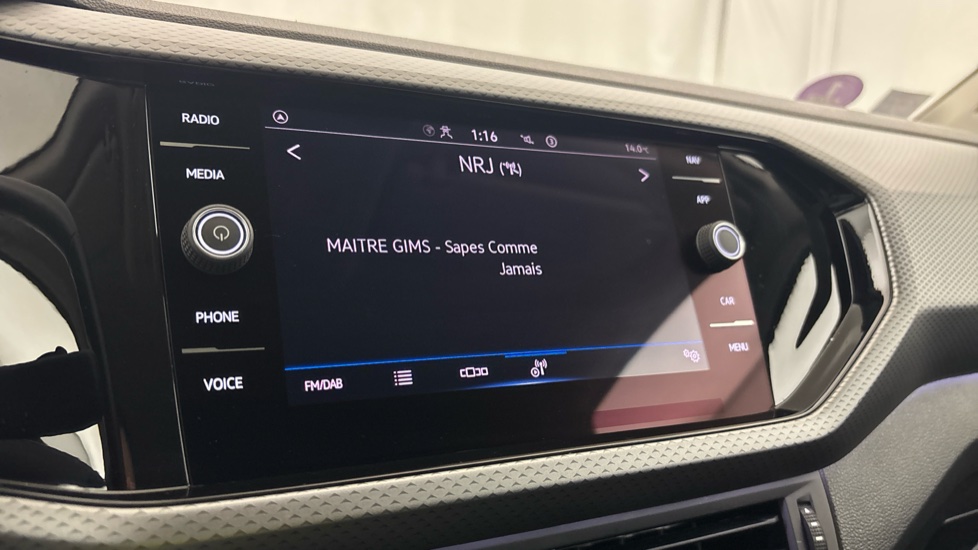 RADIO
MEDIA
PHONE
VOICE
1:16
14.0°C
NRJ
MAITRE GIMS - Sapes Comme
Jamais
FM/DAB
NAV
APP
CAR
MENU